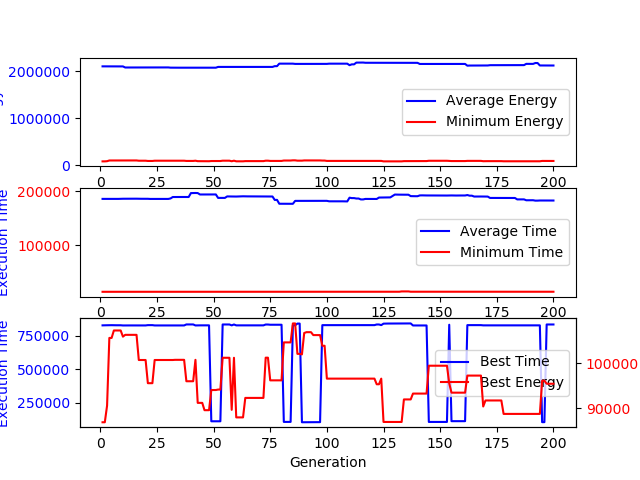 2000000
1000000
0
Average Energy
Minimum Energy
0 25 50 75 100 125 150 175 200
200000
100000
Execution Time
Average Time
Minimum Time
0 25 50 75 100 125 150 175 200
750000
500000
250000
Execution Time
Best Time
Best Energy
100000
90000
0 25 50 75 100 125 150 175 200
Generation